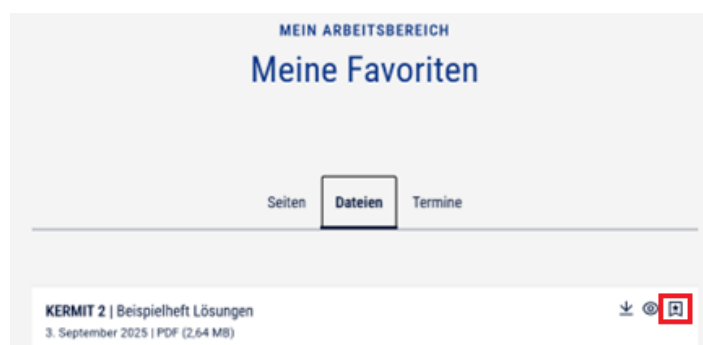 MEIN ARBEITSBEREICH
Meine Favoriten
Seiten Dateien Termine
KERMIT 2 | Beispielheft Lösungen
3. September 2025 | PDF (2,64 MB)